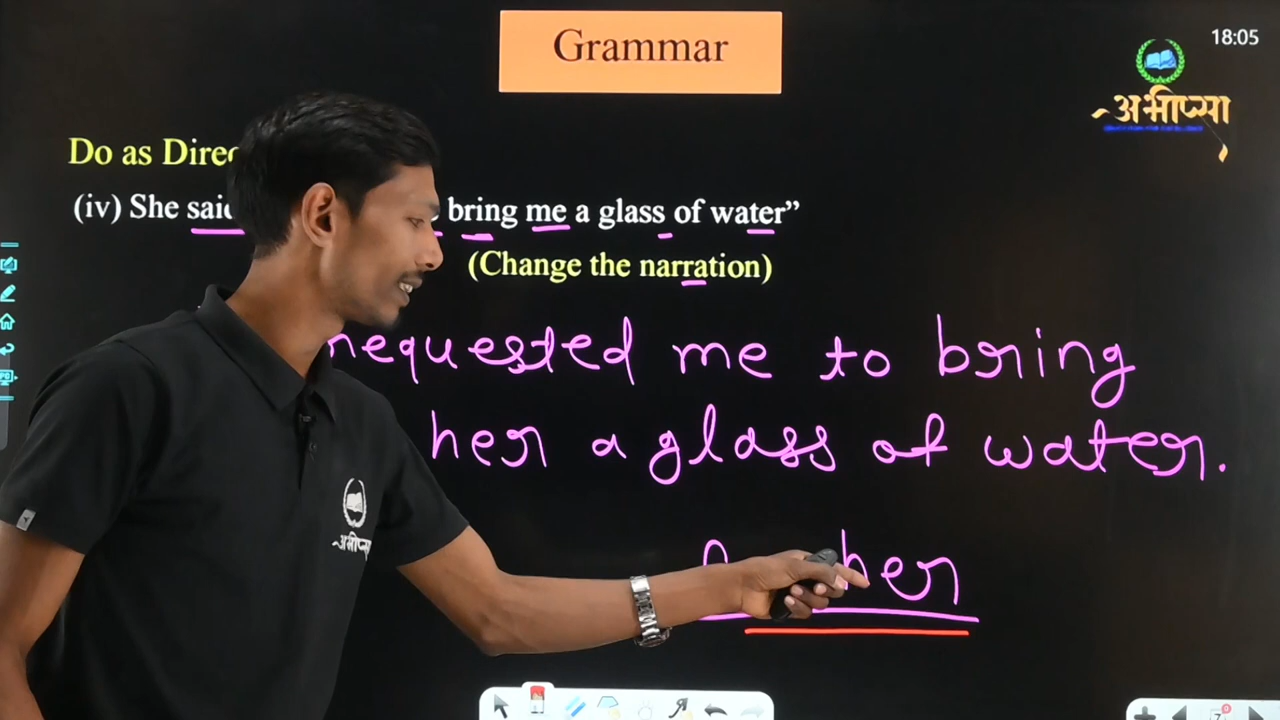 Grammar
18:05
अभीप्सा
Do as Direc
(iv) She said bring me a glass of water”
(Change the narration)
requested me to bring
her a glass of water.
her
अभीप्सा